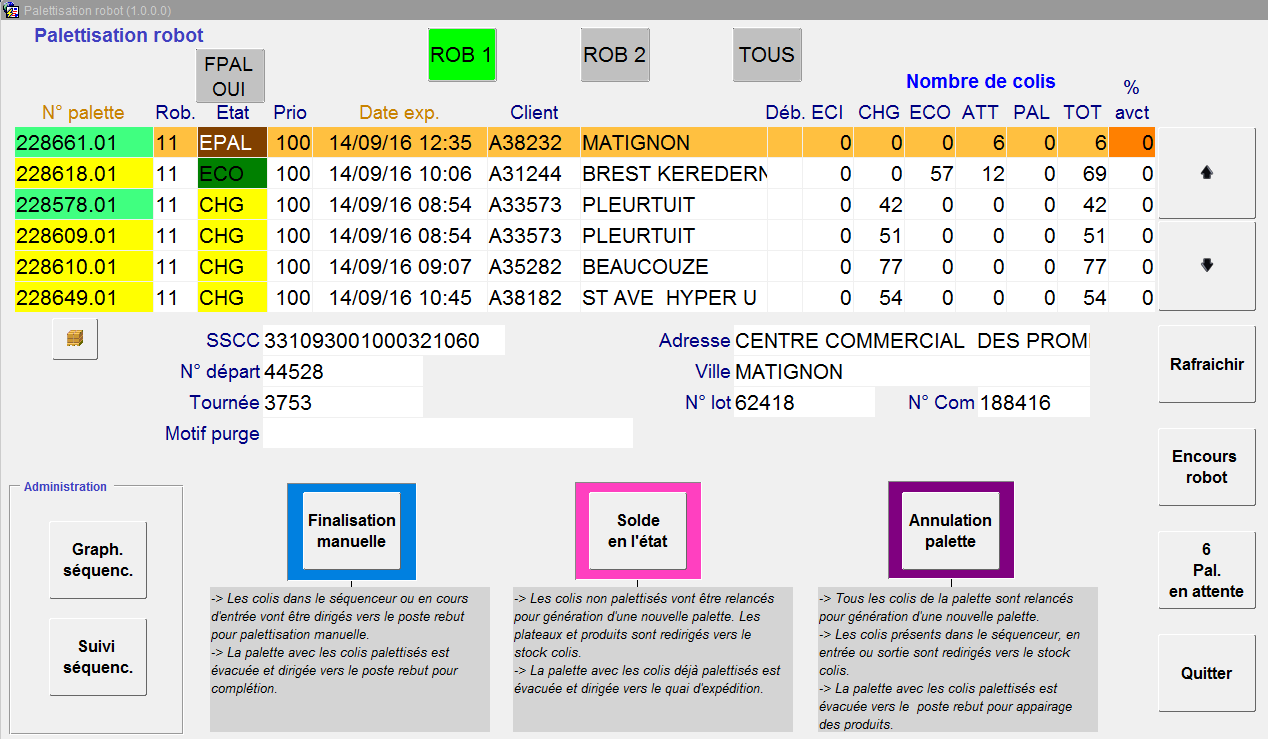 Palettisation robot (1.0.0.0)
Palettisation robot
FPAL
OUI
ROB 1
ROB 2
TOUS
Nombre de colis
N° palette Rob. Etat Prio Date exp. Client Déb. ECI CHG ECO ATT PAL TOT % avct
228661.01 11 EPAL 100 14/09/16 12:35 A38232 MATIGNON 0 0 0 6 0 6 0
228618.01 11 ECO 100 14/09/16 10:06 A31244 BREST KEREDERN 0 0 57 12 0 69 0
228578.01 11 CHG 100 14/09/16 08:54 A33573 PLEURTUIT 0 42 0 0 0 42 0
228609.01 11 CHG 100 14/09/16 08:54 A33573 PLEURTUIT 0 51 0 0 0 51 0
228610.01 11 CHG 100 14/09/16 09:07 A35282 BEAUCOUZE 0 77 0 0 0 77 0
228649.01 11 CHG 100 14/09/16 10:45 A38182 ST AVE  HYPER U 0 54 0 0 0 54 0
SSCC 331093001000321060
N° départ 44528
Tournée 3753
Motif purge
Adresse CENTRE COMMERCIAL  DES PROM
Ville MATIGNON
N° lot 62418 N° Com 188416
Rafraichir
Encours
robot
6
Pal.
en attente
Quitter
Administration
Graph.
séquenc.
Suivi
séquenc.
Finalisation
manuelle
-> Les colis dans le séquenceur ou en cours
d'entrée vont être dirigés vers le poste rebut
pour palettisation manuelle.
-> La palette avec les colis palettisés est
évacuée et dirigée vers le poste rebut pour
complétion.
Solde
en l'état
-> Les colis non palettisés vont être relancés
pour génération d'une nouvelle palette. Les
plateaux et produits sont redirigés vers le
stock colis.
-> La palette avec les colis déjà palettisés est
évacuée et dirigée vers le quai d'expédition.
Annulation
palette
-> Tous les colis de la palette sont relancés
pour génération d'une nouvelle palette.
-> Les colis présents dans le séquenceur, en
entrée ou sortie sont redirigés vers le stock
colis.
-> La palette avec les colis palettisés est
évacuée vers le  poste rebut pour appairage
des produits.